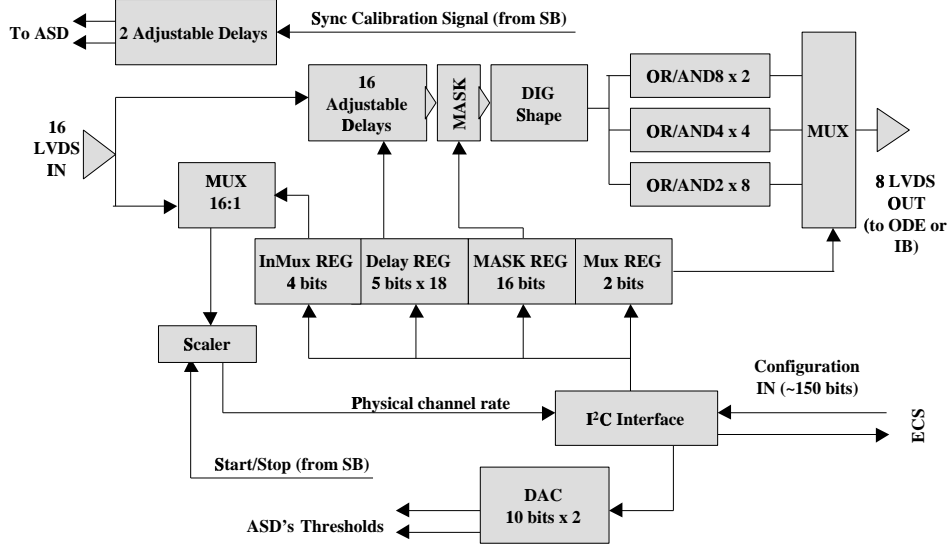 Sync Calibration Signal (from SB)
To ASD
2 Adjustable Delays
16
LVDS
IN
16
Adjustable
Delays
MASK
DIG
Shape
OR/AND8 x 2
OR/AND4 x 4
OR/AND2 x 8
MUX
8 LVDS
OUT
(to ODE or
IB)
MUX
16:1
InMux REG
4 bits
Delay REG
5 bits x 18
MASK REG
16 bits
Mux REG
2 bits
Scaler
Physical channel rate
I²C Interface
Configuration
IN (~150 bits)
ECS
Start/Stop (from SB)
DAC
10 bits x 2
ASD's Thresholds